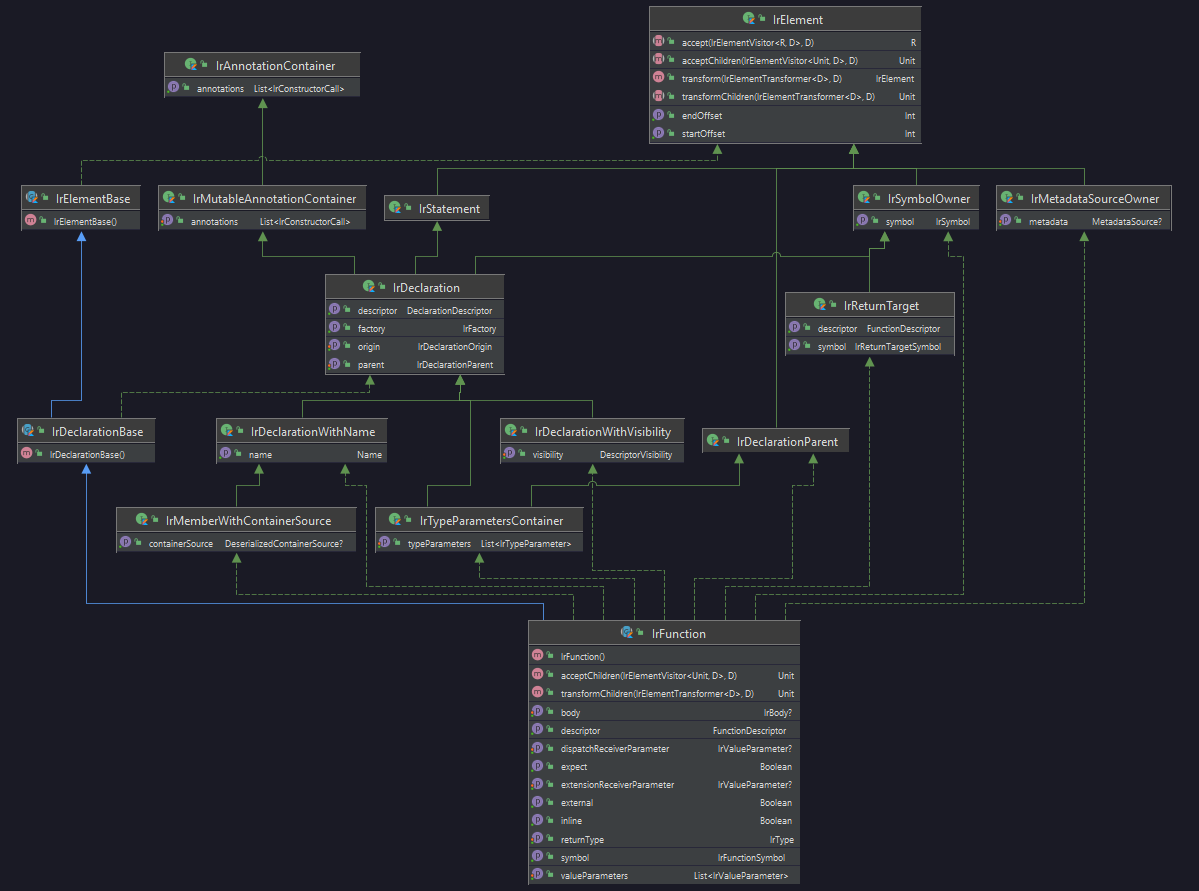 IrElement
accept(IrElementVisitor<R, D>, D) R
acceptChildren(IrElementVisitor<Unit, D>, D) Unit
transform(IrElementTransformer<D>, D) IrElement
transformChildren(IrElementTransformer<D>, D) Unit
endOffset Int
startOffset Int
IrAnnotationContainer
annotations List<IrConstructorCall>
IrElementBase
IrElementBase()
IrMutableAnnotationContainer
annotations List<IrConstructorCall>
IrStatement
IrSymbolOwner
symbol IrSymbol
IrMetadataSourceOwner
metadata MetadataSource?
IrDeclaration
descriptor DeclarationDescriptor
factory IrFactory
origin IrDeclarationOrigin
parent IrDeclarationParent
IrReturnTarget
descriptor FunctionDescriptor
symbol IrReturnTargetSymbol
IrDeclarationBase
IrDeclarationBase()
IrDeclarationWithName
name Name
IrDeclarationWithVisibility
visibility DescriptorVisibility
IrDeclarationParent
IrMemberWithContainerSource
containerSource DeserializedContainerSource?
IrTypeParametersContainer
typeParameters List<IrTypeParameter>
IrFunction
IrFunction()
acceptChildren(IrElementVisitor<Unit, D>, D) Unit
transformChildren(IrElementTransformer<D>, D) Unit
body IrBody?
descriptor FunctionDescriptor
dispatchReceiverParameter IrValueParameter?
expect Boolean
extensionReceiverParameter IrValueParameter?
external Boolean
inline Boolean
returnType IrType
symbol IrFunctionSymbol
valueParameters List<IrValueParameter>